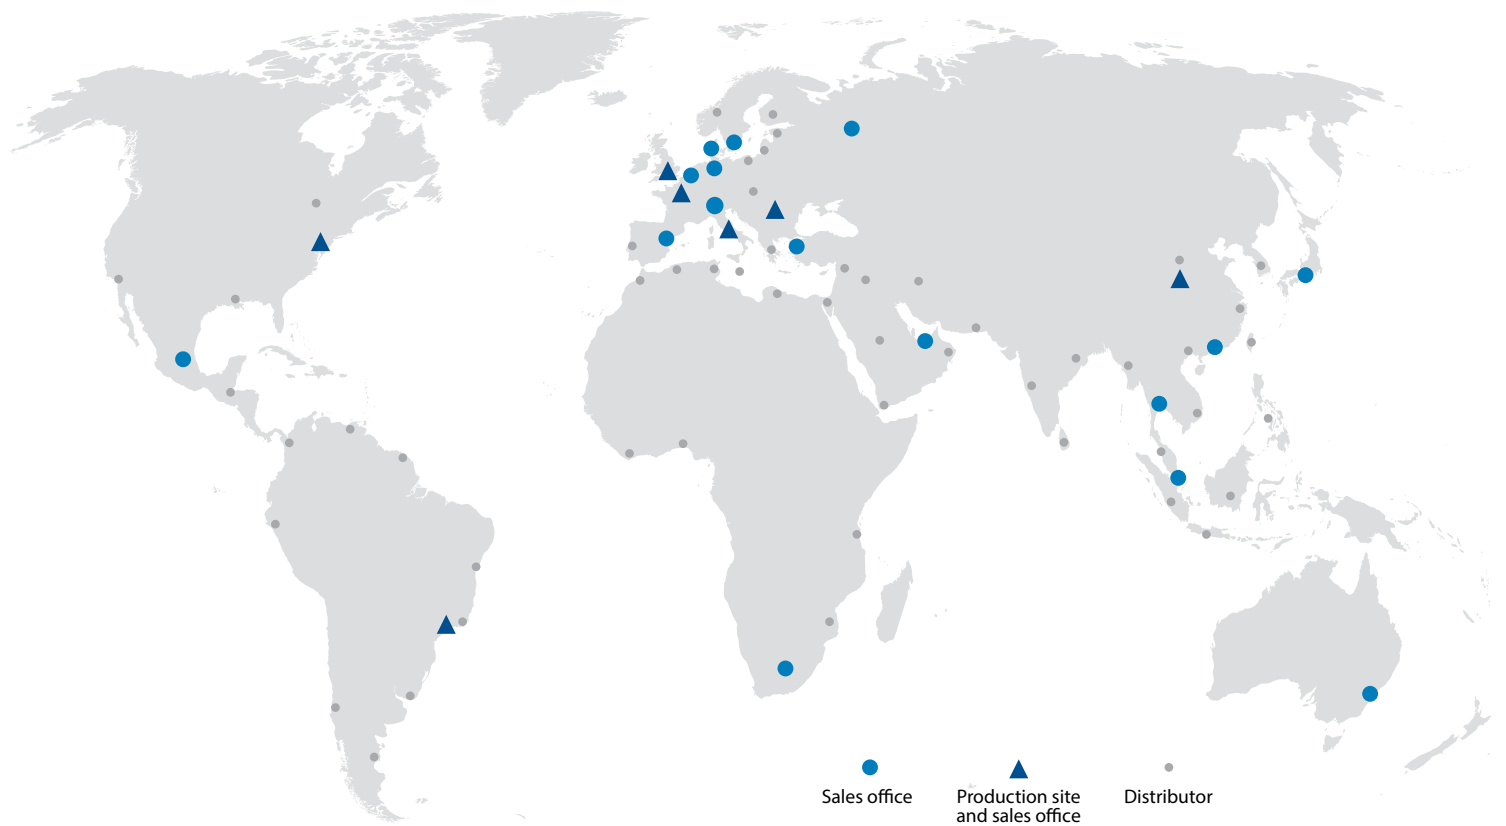 Sales office
Production site
and sales office
Distributor